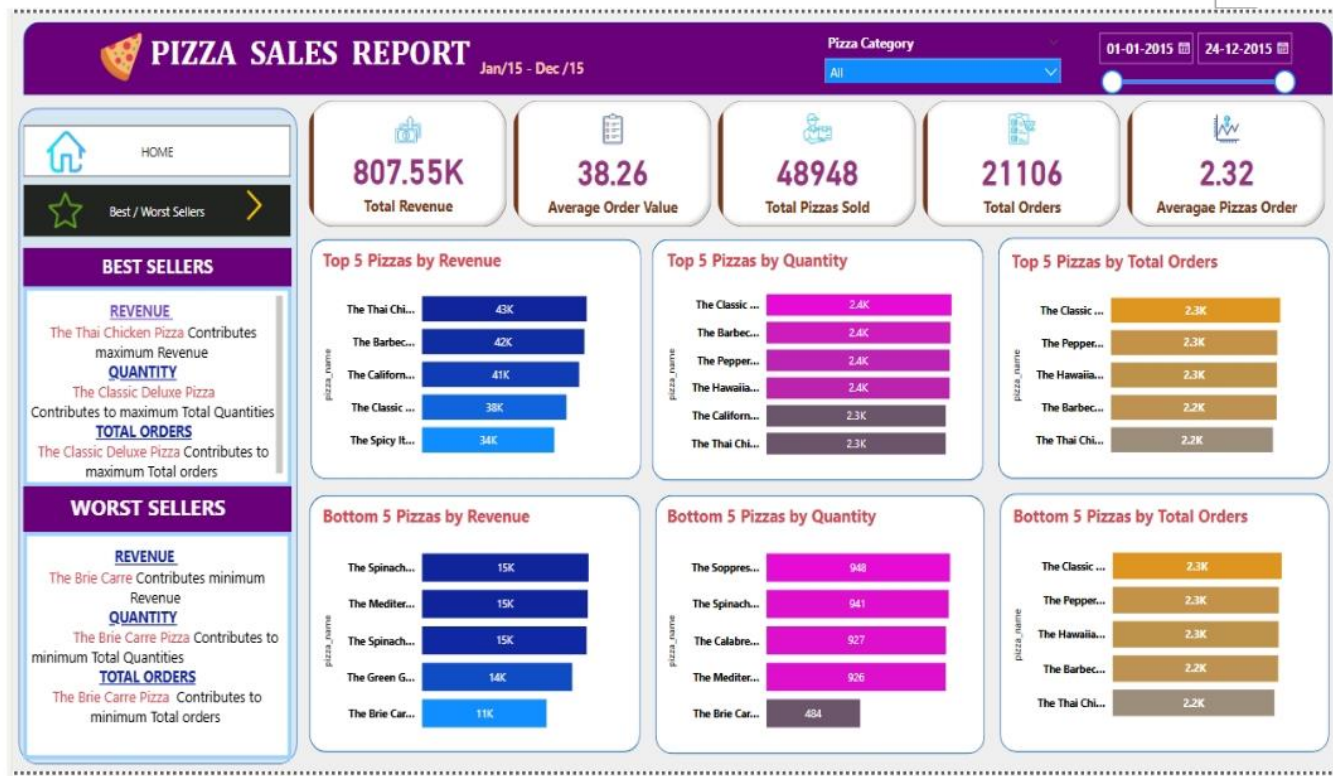 PIZZA SALES REPORT
Jan/15 - Dec /15
Pizza Category
All
01-01-2015
24-12-2015
HOME
Best / Worst Sellers
BEST SELLERS
REVENUE
The Thai Chicken Pizza Contributes
maximum Revenue
QUANTITY
The Classic Deluxe Pizza
Contributes to maximum Total Quantities
TOTAL ORDERS
The Classic Deluxe Pizza Contributes to
maximum Total orders
WORST SELLERS
REVENUE
The Brie Carre Contributes minimum
Revenue
QUANTITY
The Brie Carre Pizza Contributes to
minimum Total Quantities
TOTAL ORDERS
The Brie Carre Pizza Contributes to
minimum Total orders
807.55K
Total Revenue
38.26
Average Order Value
48948
Total Pizzas Sold
21106
Total Orders
2.32
Averagae Pizzas Order
Top 5 Pizzas by Revenue
pizza_name
The Thai Chi... 43K
The Barbec... 42K
The Californ... 41K
The Classic ... 38K
The Spicy It... 34K
Top 5 Pizzas by Quantity
pizza_name
The Classic ... 2.4K
The Barbec... 2.4K
The Pepper... 2.4K
The Hawaiia... 2.4K
The Californ... 2.3K
The Thai Chi... 2.3K
Top 5 Pizzas by Total Orders
pizza_name
The Classic ... 2.3K
The Pepper... 2.3K
The Hawaiia... 2.3K
The Barbec... 2.2K
The Thai Chi... 2.2K
Bottom 5 Pizzas by Revenue
pizza_name
The Spinach... 15K
The Mediter... 15K
The Spinach... 15K
The Green G... 14K
The Brie Car... 11K
Bottom 5 Pizzas by Quantity
pizza_name
The Soppres... 948
The Spinach... 941
The Calabre... 927
The Mediter... 926
The Brie Car... 484
Bottom 5 Pizzas by Total Orders
pizza_name
The Classic ... 2.3K
The Pepper... 2.3K
The Hawaiia... 2.3K
The Barbec... 2.2K
The Thai Chi... 2.2K